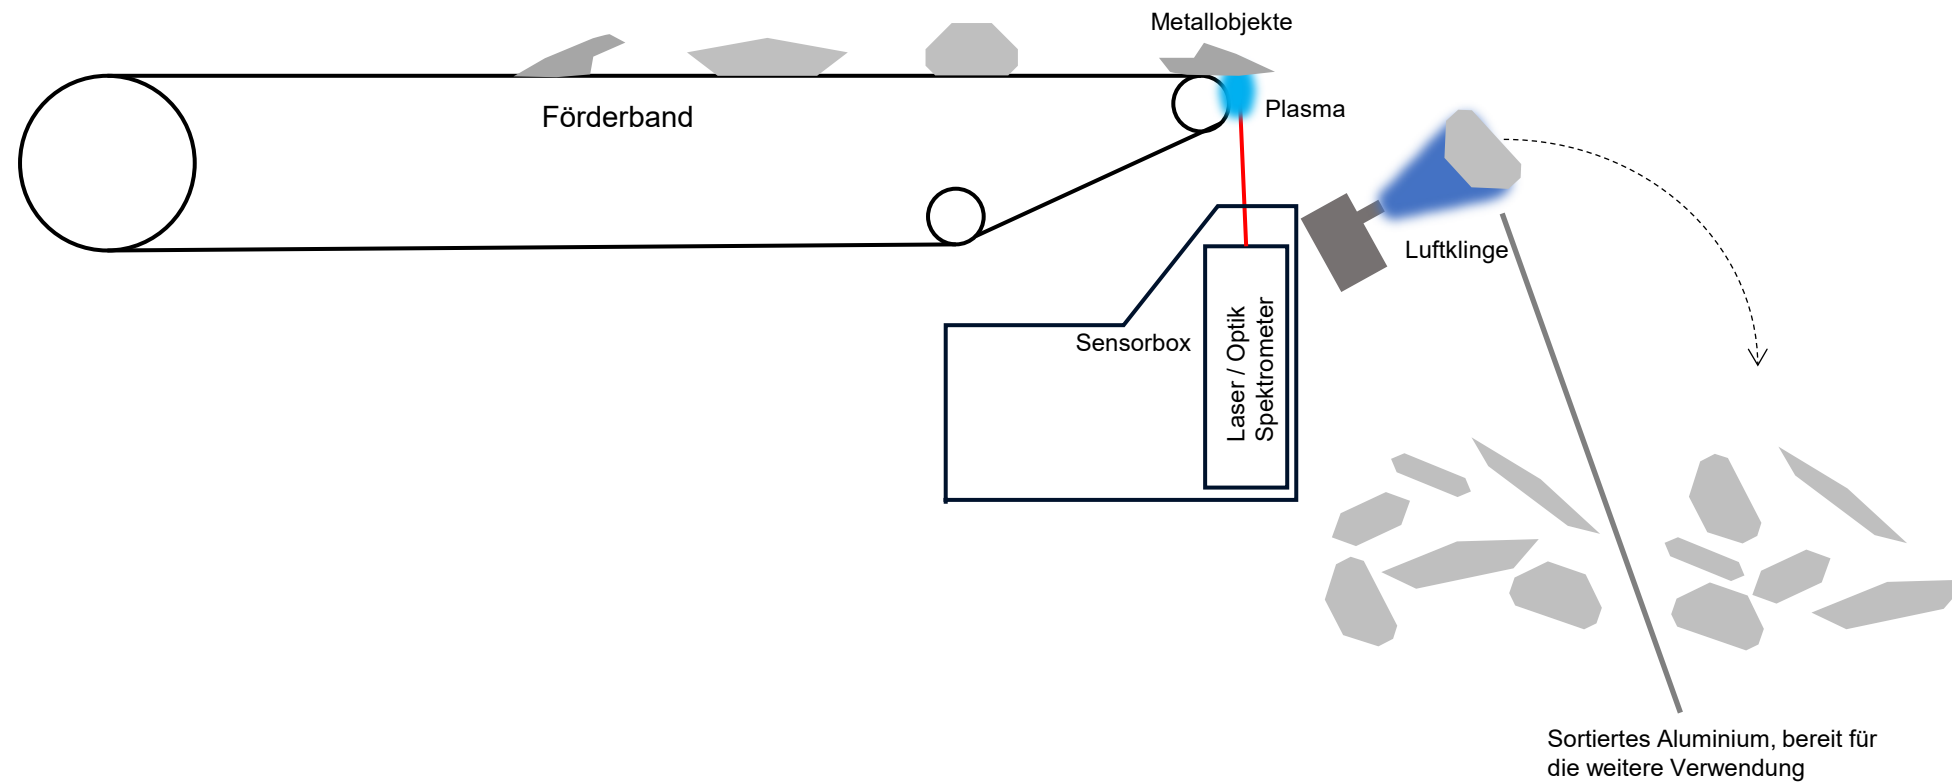 Metallobjekte
Förderband
Plasma
Luftklinge
Sensorbox
Laser / Optik
Spektrometer
Sortiertes Aluminium, bereit für
die weitere Verwendung